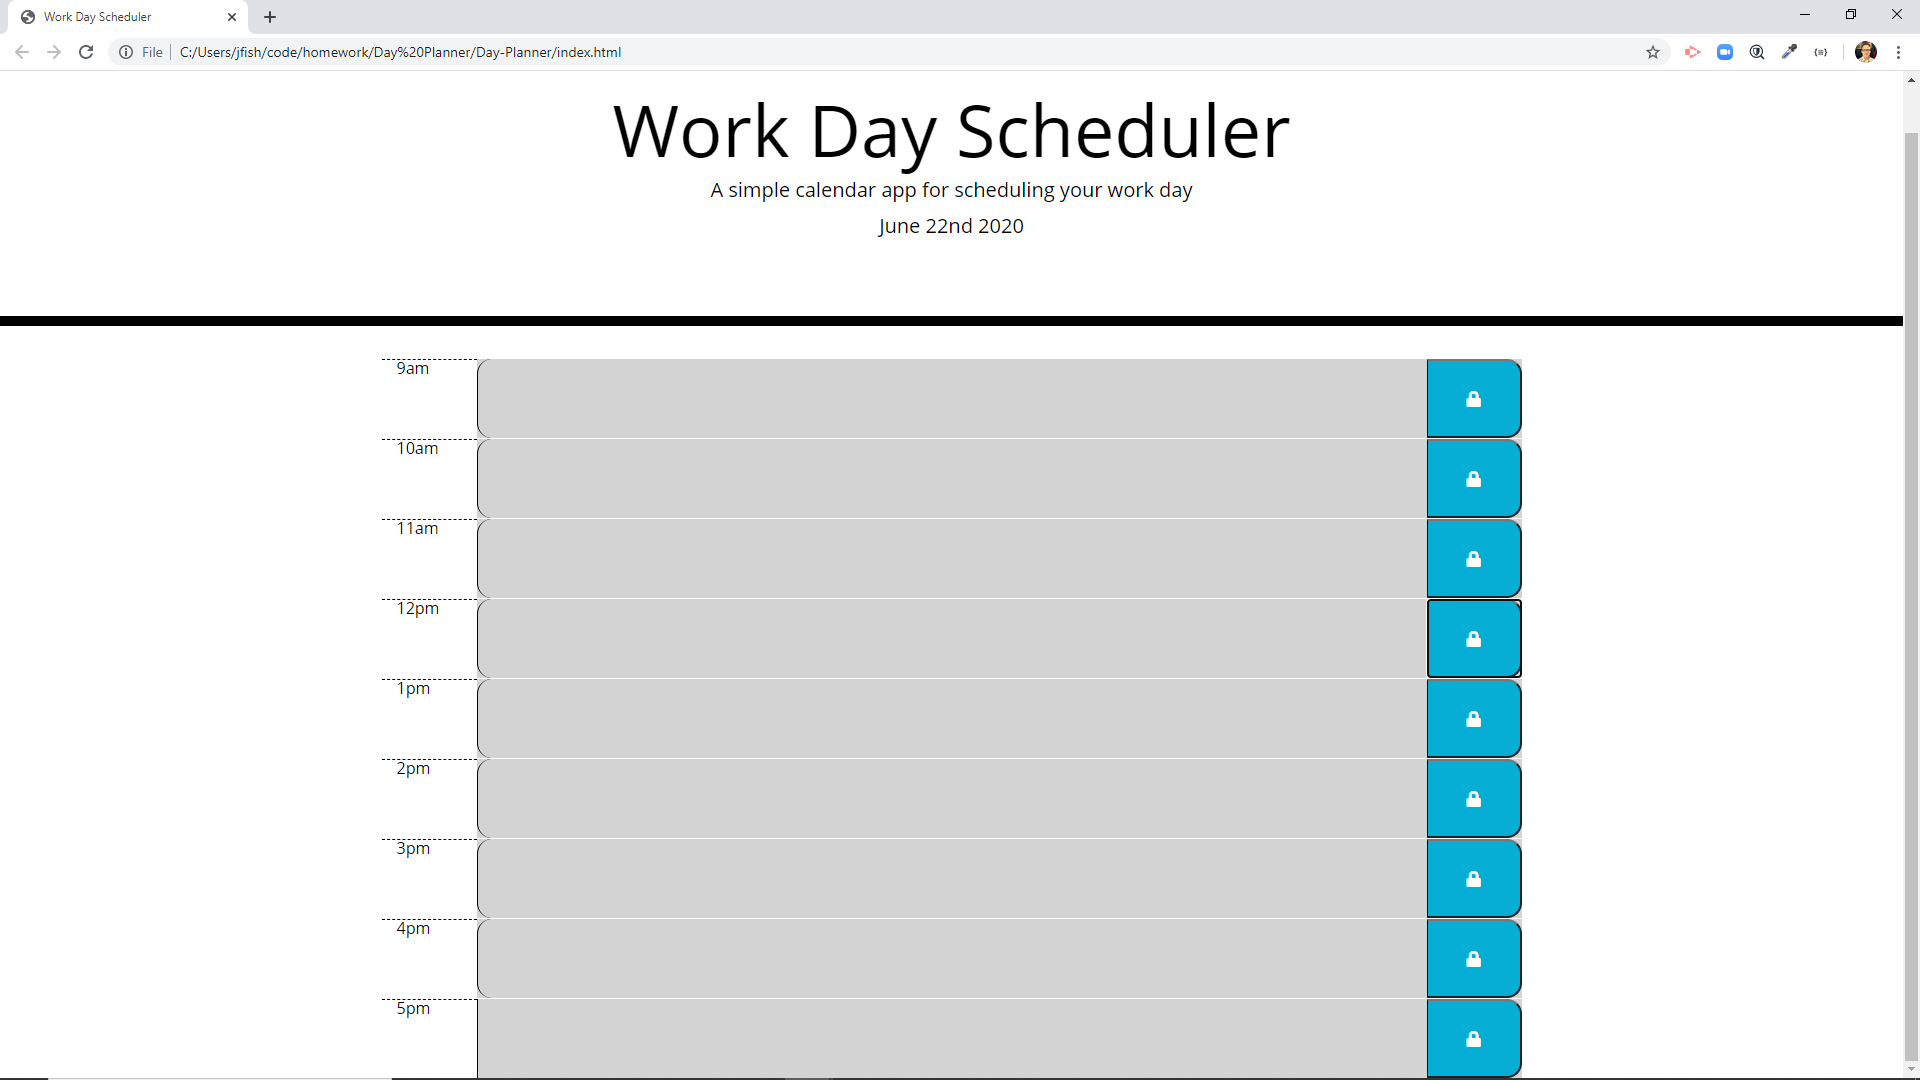 Work Day Scheduler
File
C:/Users/jfish/code/homework/Day%20Planner/Day-Planner/index.html
Work Day Scheduler
A simple calendar app for scheduling your work day
June 22nd 2020
9am
10am
11am
12pm
1pm
2pm
3pm
4pm
5pm